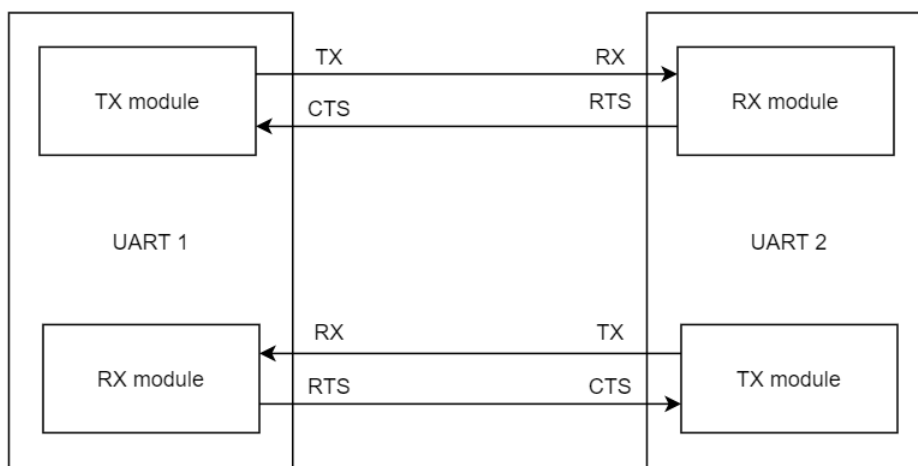 TX RX
TX module RX module
CTS RTS
UART 1 UART 2
RX TX
RX module TX module
RTS CTS